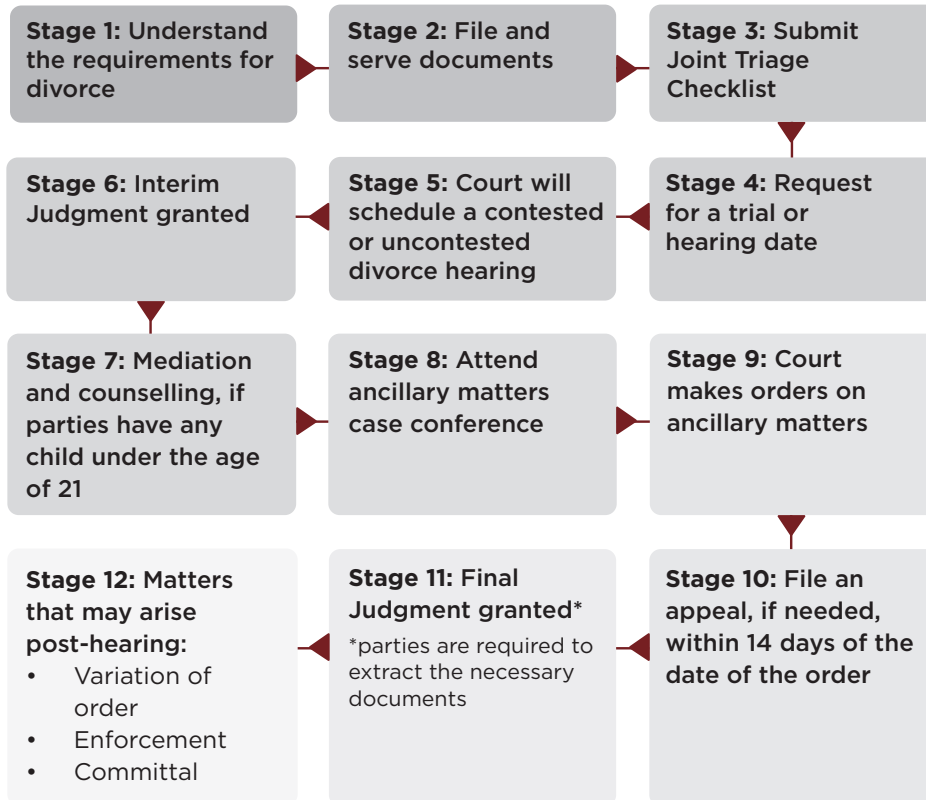 Stage 1: Understand
the requirements for
divorce
Stage 2: File and
serve documents
Stage 3: Submit
Joint Triage
Checklist
Stage 4: Request
for a trial or
hearing date
Stage 5: Court will
schedule a contested
or uncontested
divorce hearing
Stage 6: Interim
Judgment granted
Stage 7: Mediation
and counselling, if
parties have any
child under the age
of 21
Stage 8: Attend
ancillary matters
case conference
Stage 9: Court
makes orders on
ancillary matters
Stage 10: File an
appeal, if needed,
within 14 days of the
date of the order
Stage 11: Final
Judgment granted*
*parties are required to
extract the necessary
documents
Stage 12: Matters
that may arise
post-hearing:
• Variation of
order
• Enforcement
• Committal